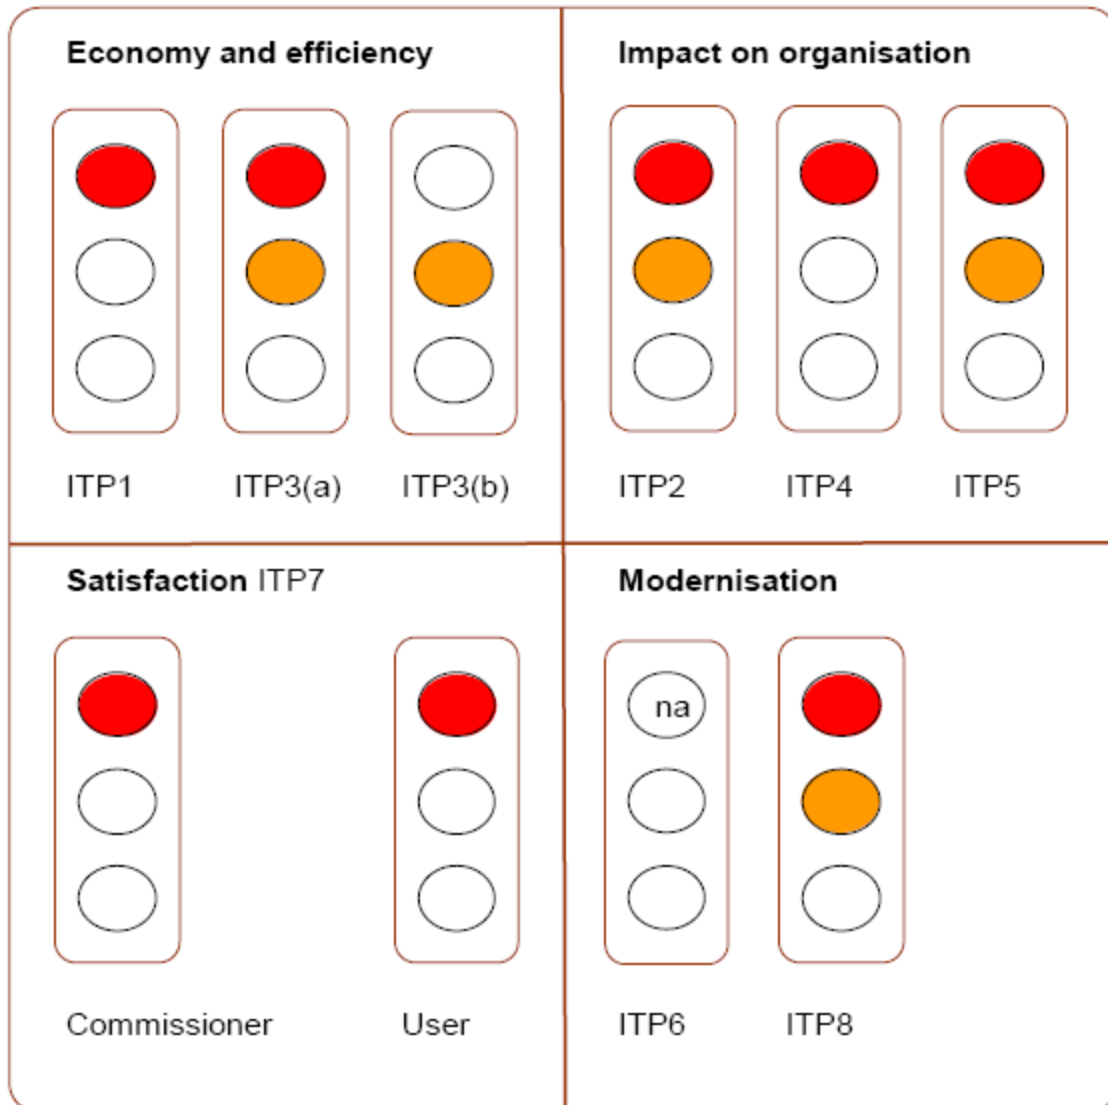 Economy and efficiency
ITP1 ITP3(a) ITP3(b)
Impact on organisation
ITP2 ITP4 ITP5
Satisfaction ITP7
Commissioner User
Modernisation
na
ITP6 ITP8